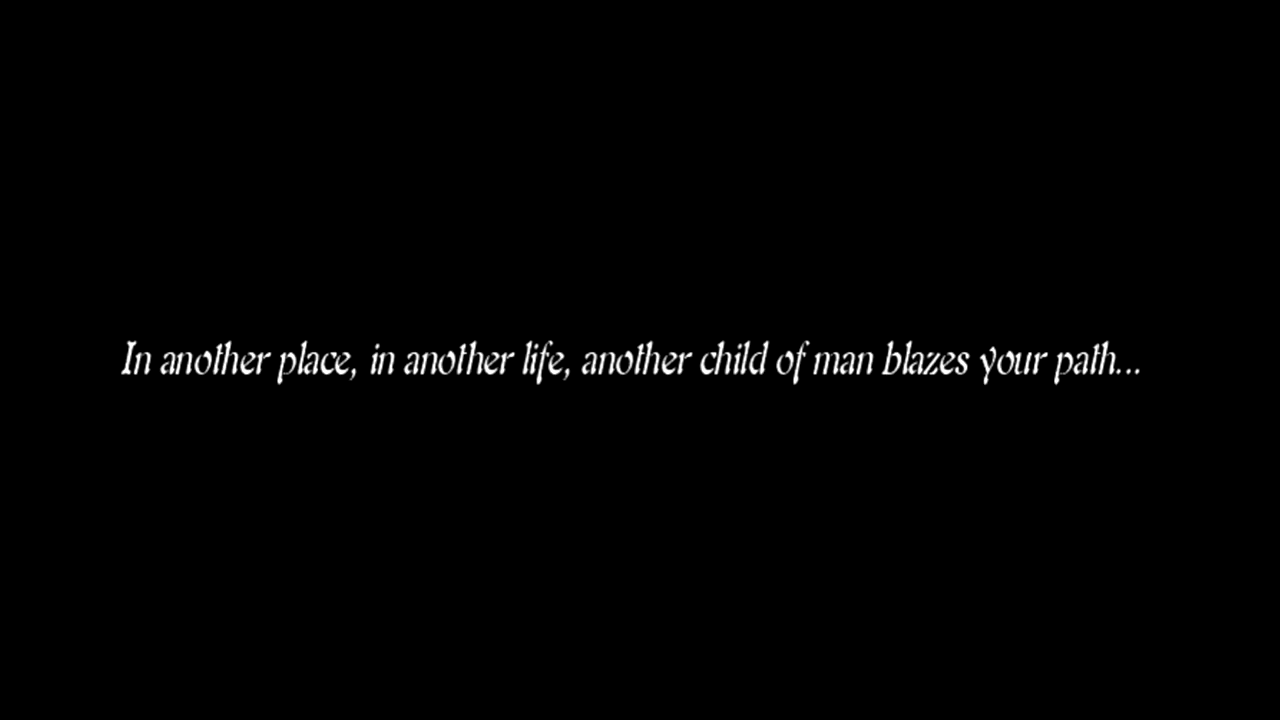 In another place, in another life, another child of man blazes your path...